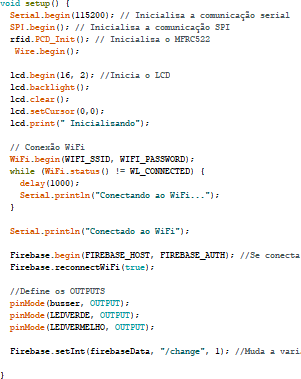 void setup() {
Serial.begin(115200); // Inicialisa a comunicação serial
SPI.begin(); // Inicialisa a comunicação SPI
rfid.PCD_Init(); // Inicialisa o MFRC522
Wire.begin();
lcd.begin(16, 2); //Inicia o LCD
lcd.backlight();
lcd.clear();
lcd.setCursor(0,0);
lcd.print(" Inicialisando");
// Conexão WiFi
WiFi.begin(WIFI_SSID, WIFI_PASSWORD);
while (WiFi.status() != WL_CONNECTED) {
delay(1000);
Serial.println("Conectando ao WiFi...");
}
Serial.println("Conectado ao WiFi");
Firebase.begin(FIREBASE_HOST, FIREBASE_AUTH); //Se conecta
Firebase.reconnectWiFi(true);
//Define os OUTPUTS
pinMode(busser, OUTPUT);
pinMode(LEDVERDE, OUTPUT);
pinMode(LEDVERMELHO, OUTPUT);
Firebase.setInt(firebaseData, "/change", 1); //Muda a vari
}